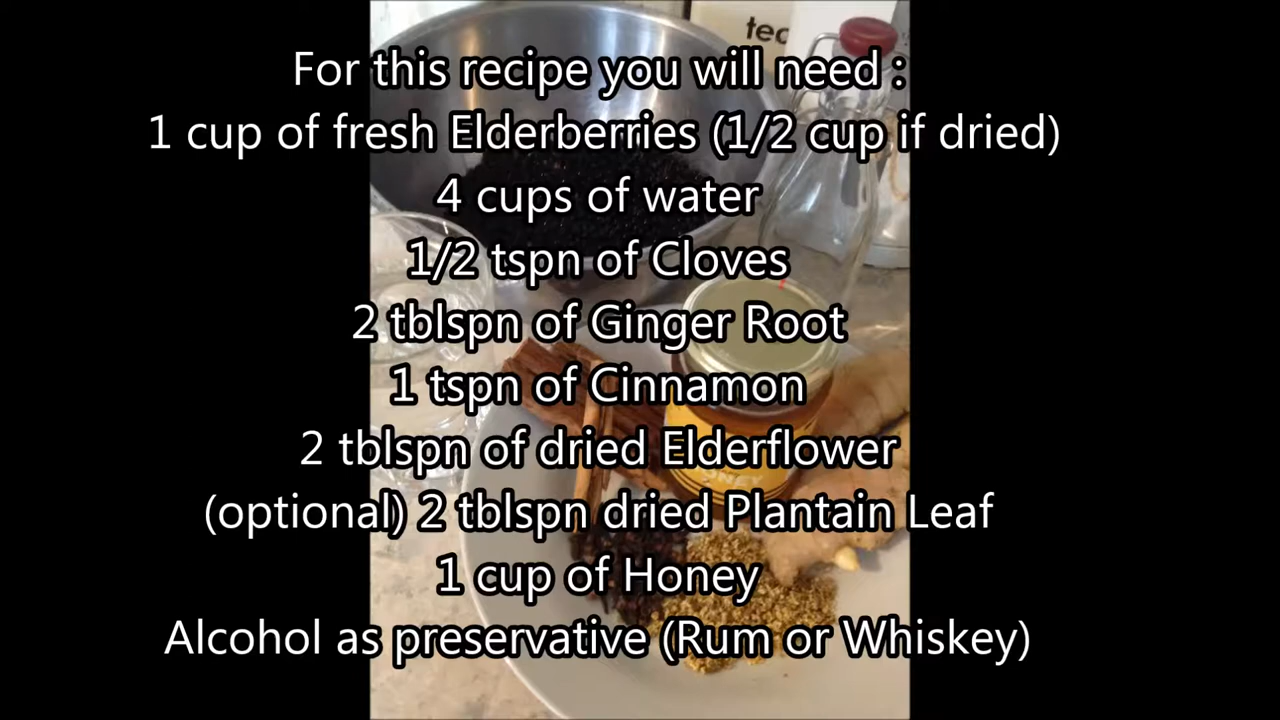 tec
For this recipe you will need :
1 cup of fresh Elderberries (1/2 cup if dried)
4 cups of water
1/2 tspn of Cloves
2 tblspn of Ginger Root
1 tspn of Cinnamon
2 tblspn of dried Elderflower
(optional) 2 tblspn dried Plantain Leaf
1 cup of Honey
Alcohol as preservative (Rum or Whiskey)